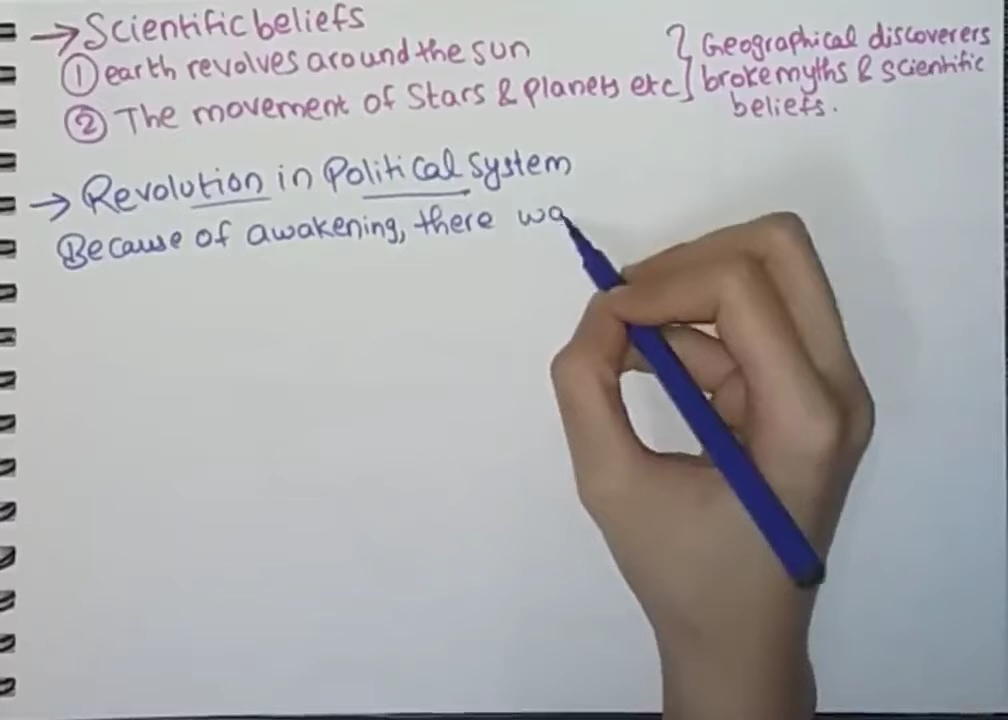 → Scientific beliefs
① earth revolves around the sun
② The movement of Stars & planets etc
Geographical discoverers
broke myths & scientific
beliefs.
→ Revolution in Political system
Because of awakening, there wa